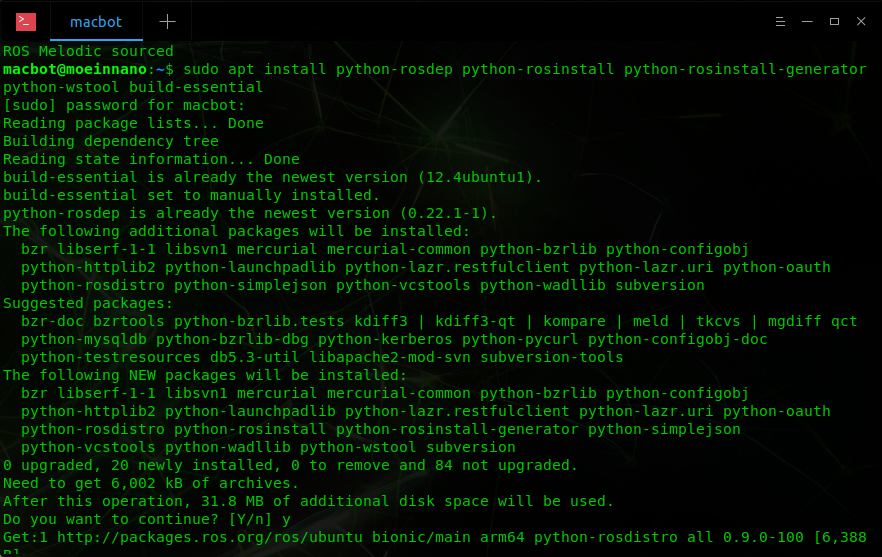 macbot
ROS Melodic sourced
macbot@moeinnano:~$ sudo apt install python-rosdep python-rosinstall python-rosinstall-generator
python-wstool build-essential
[sudo] password for macbot:
Reading package lists... Done
Building dependency tree
Reading state information... Done
build-essential is already the newest version (12.4ubuntu1).
build-essential set to manually installed.
python-rosdep is already the newest version (0.22.1-1).
The following additional packages will be installed:
  bzr libserf-1-1 libsvn1 mercurial mercurial-common python-bzrlib python-configobj
  python-httplib2 python-launchpadlib python-lazr.restfulclient python-lazr.uri python-oauth
  python-rosdistro python-simplejson python-vcstools python-wadllib subversion
Suggested packages:
  bzr-doc bzrtools python-bzrlib.tests kdiff3 | kdiff3-qt | kompare | meld | tkcvs | mgdiff qct
  python-mysqldb python-bzrlib-dbg python-kerberos python-pycurl python-configobj-doc
  python-testresources db5.3-util libapache2-mod-svn subversion-tools
The following NEW packages will be installed:
  bzr libserf-1-1 libsvn1 mercurial mercurial-common python-bzrlib python-configobj
  python-httplib2 python-launchpadlib python-lazr.restfulclient python-lazr.uri python-oauth
  python-rosdistro python-rosinstall python-rosinstall-generator python-simplejson
  python-vcstools python-wadllib python-wstool subversion
0 upgraded, 20 newly installed, 0 to remove and 84 not upgraded.
Need to get 6,002 kB of archives.
After this operation, 31.8 MB of additional disk space will be used.
Do you want to continue? [Y/n] y
Get:1 http://packages.ros.org/ros/ubuntu bionic/main arm64 python-rosdistro all 0.9.0-100 [6,388
B]